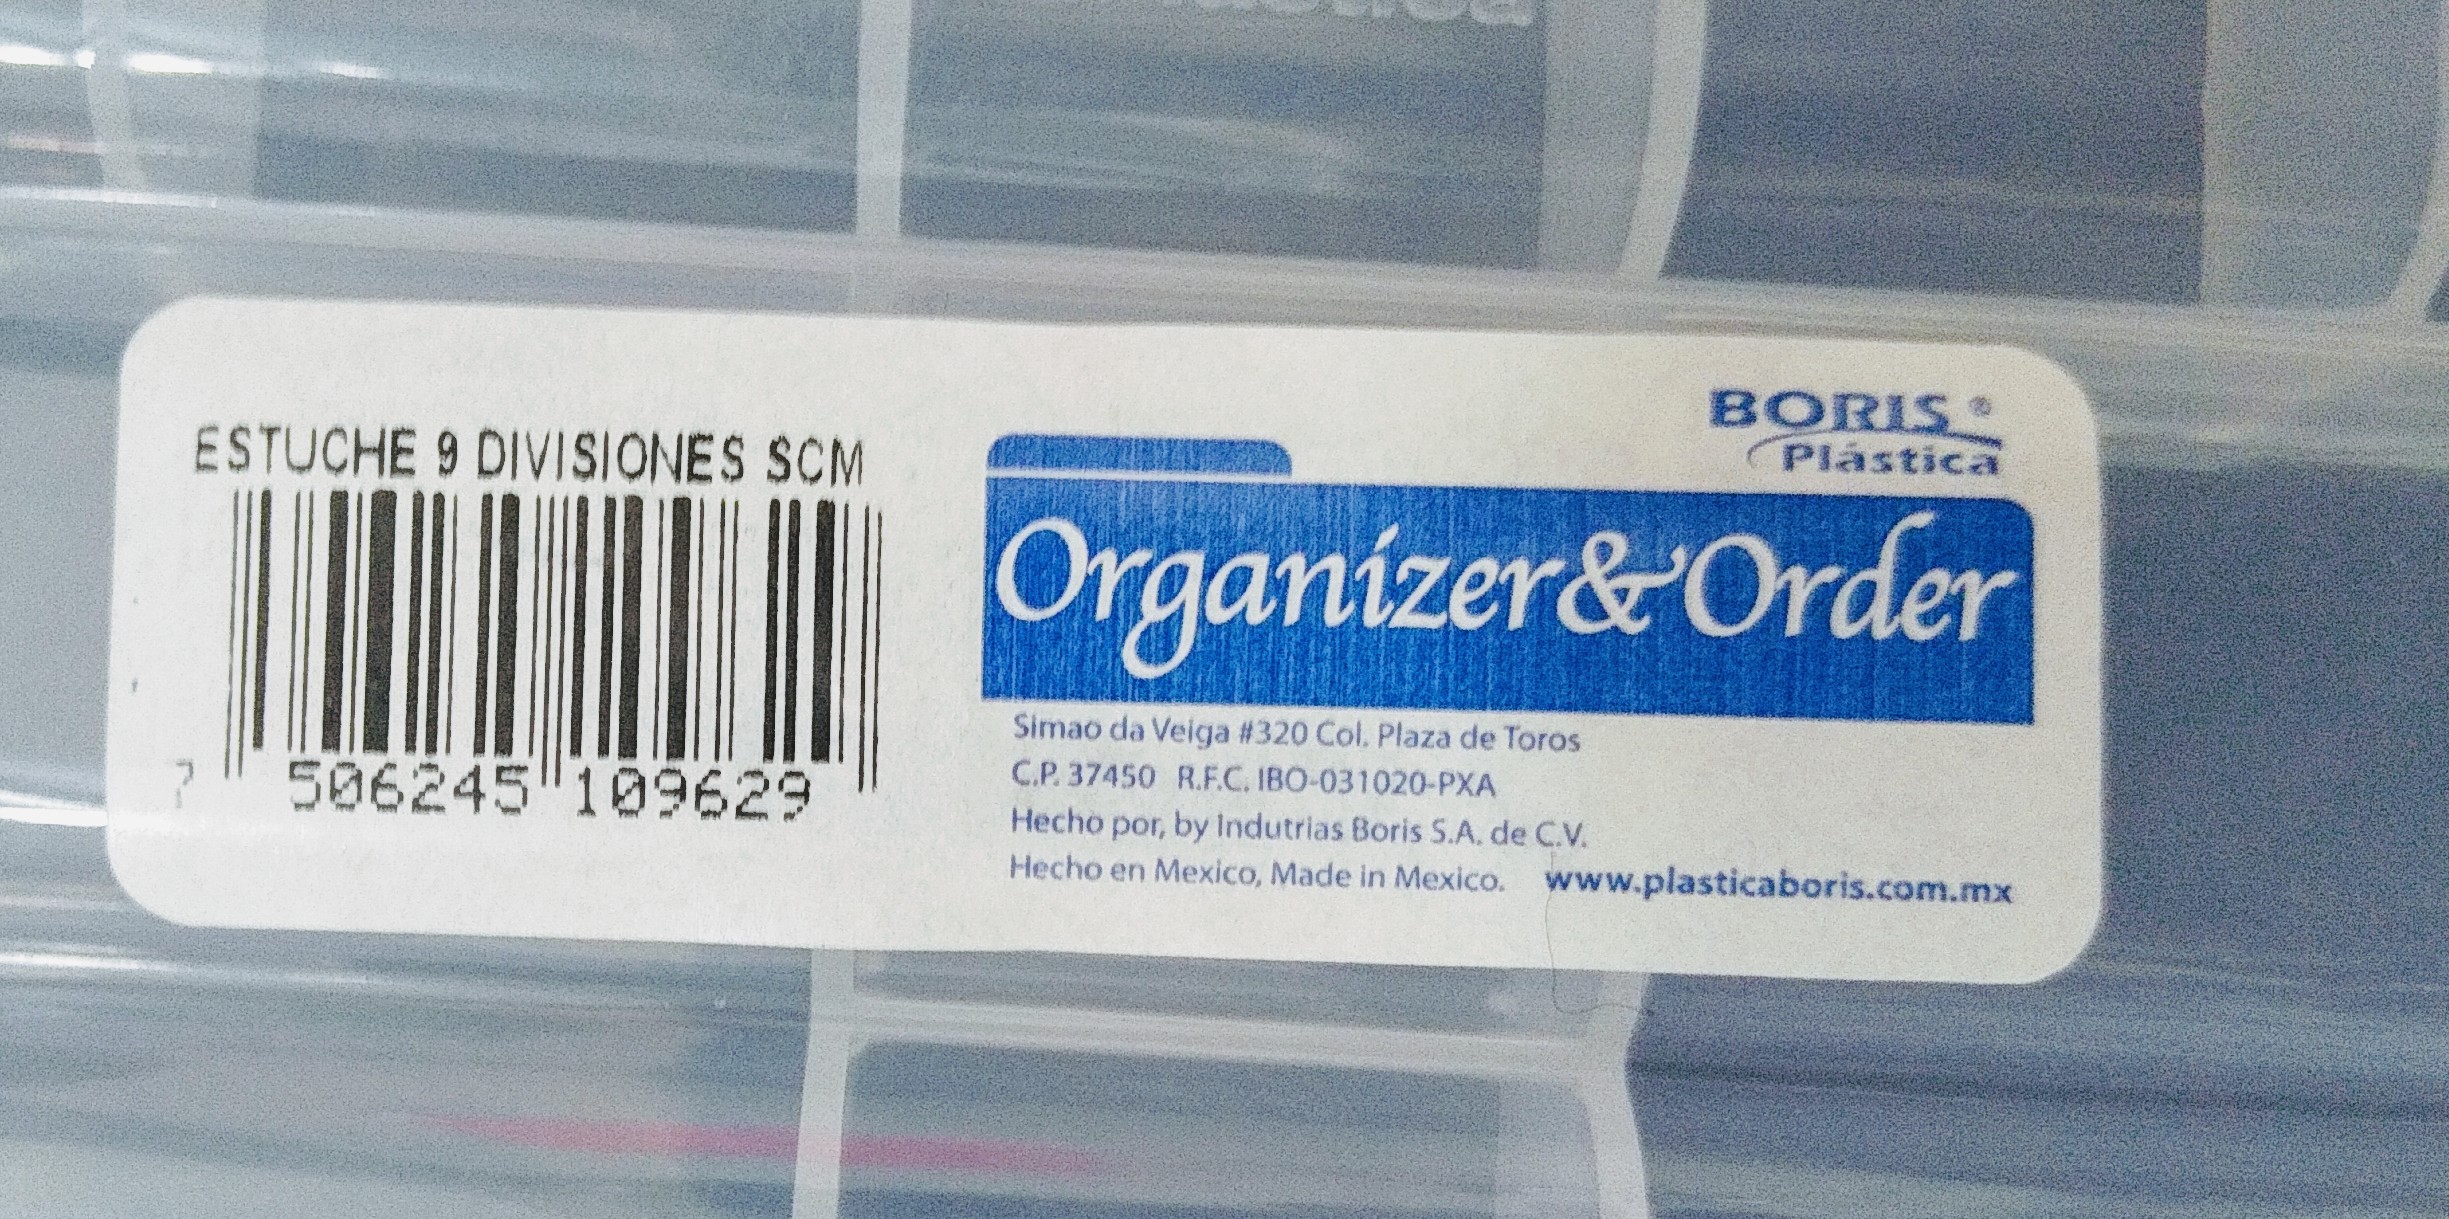 ESTUCHE 9 DIVISIONES SCM
7 506245 109629
BORIS ®
Plástica
Organizer&Order
Simao da Veiga #320 Col. Plaza de Toros
C.P. 37450 R.F.C. IBO-031020-PXA
Hecho por, by Indutrias Boris S.A. de C.V.
Hecho en Mexico, Made in Mexico. www.plasticaboris.com.mx